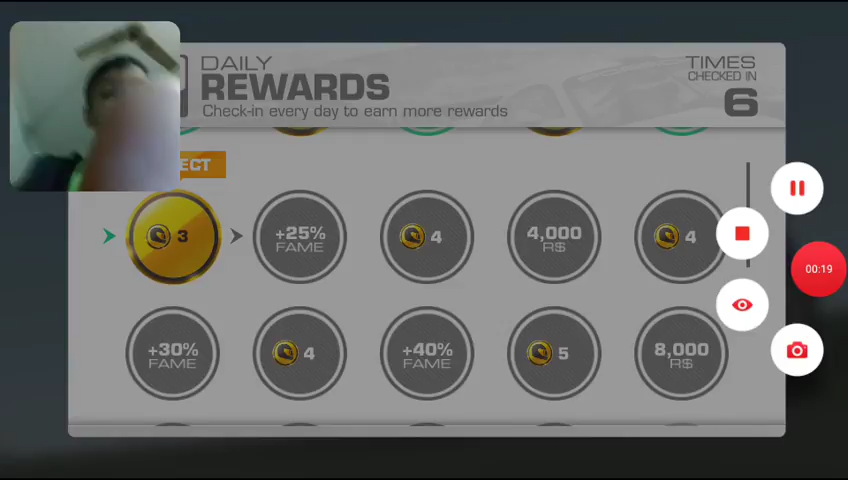 DAILY
REWARDS
Check-in every day to earn more rewards
TIMES
CHECKED IN
6
ECT
3
+25%
FAME
4
4,000
R$
4
+30%
FAME
4
+40%
FAME
5
8,000
R$
00:19